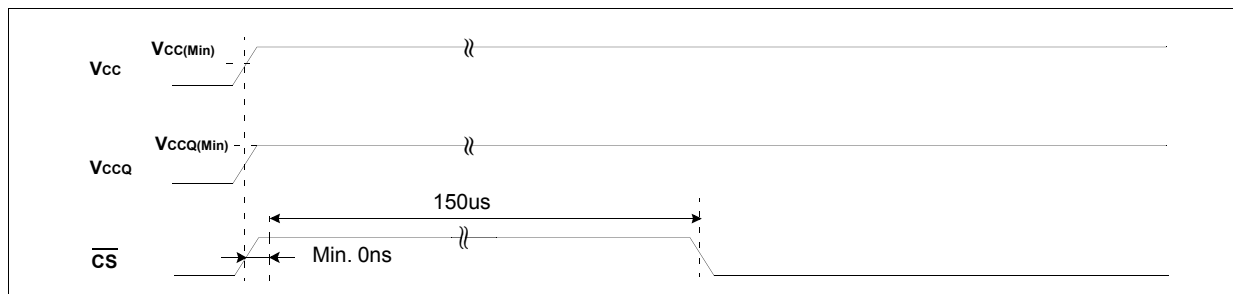 VCC(Min)
VCC
VCCQ(Min)
VCCQ
150us
CS
Min. 0ns